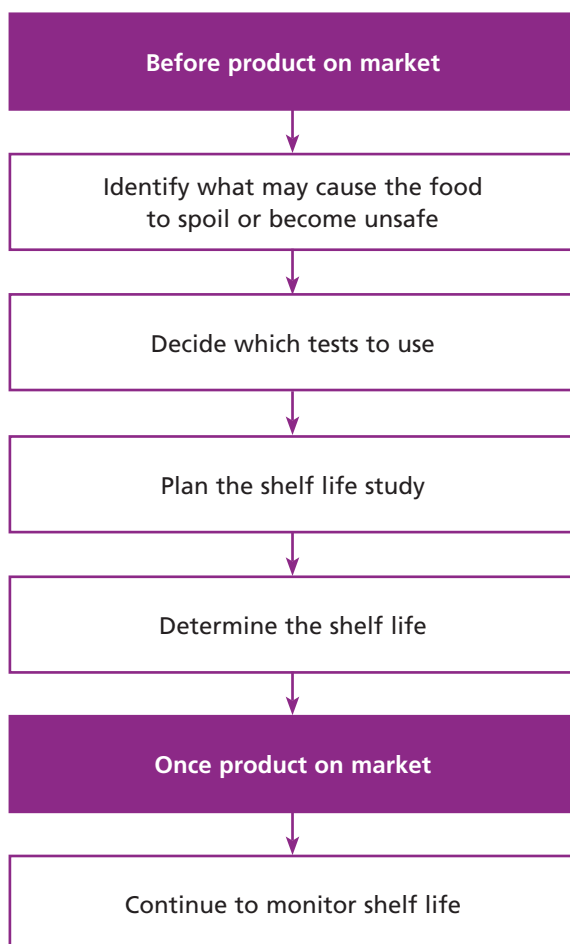 Before product on market
Identify what may cause the food
to spoil or become unsafe
Decide which tests to use
Plan the shelf life study
Determine the shelf life
Once product on market
Continue to monitor shelf life